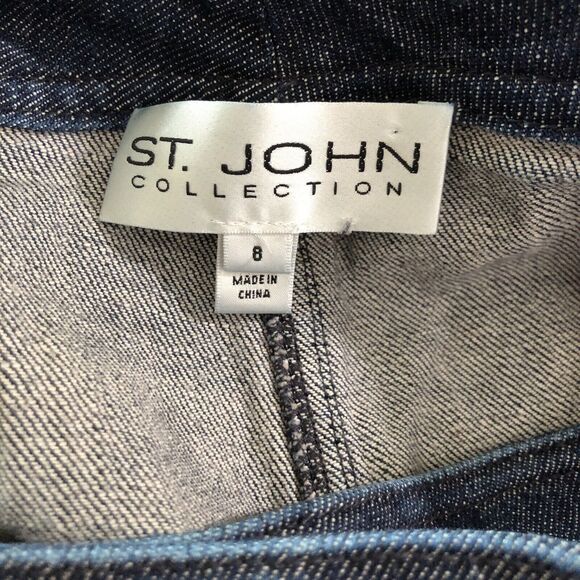 ST. JOHN
COLLECTION
8
MADE IN
CHINA